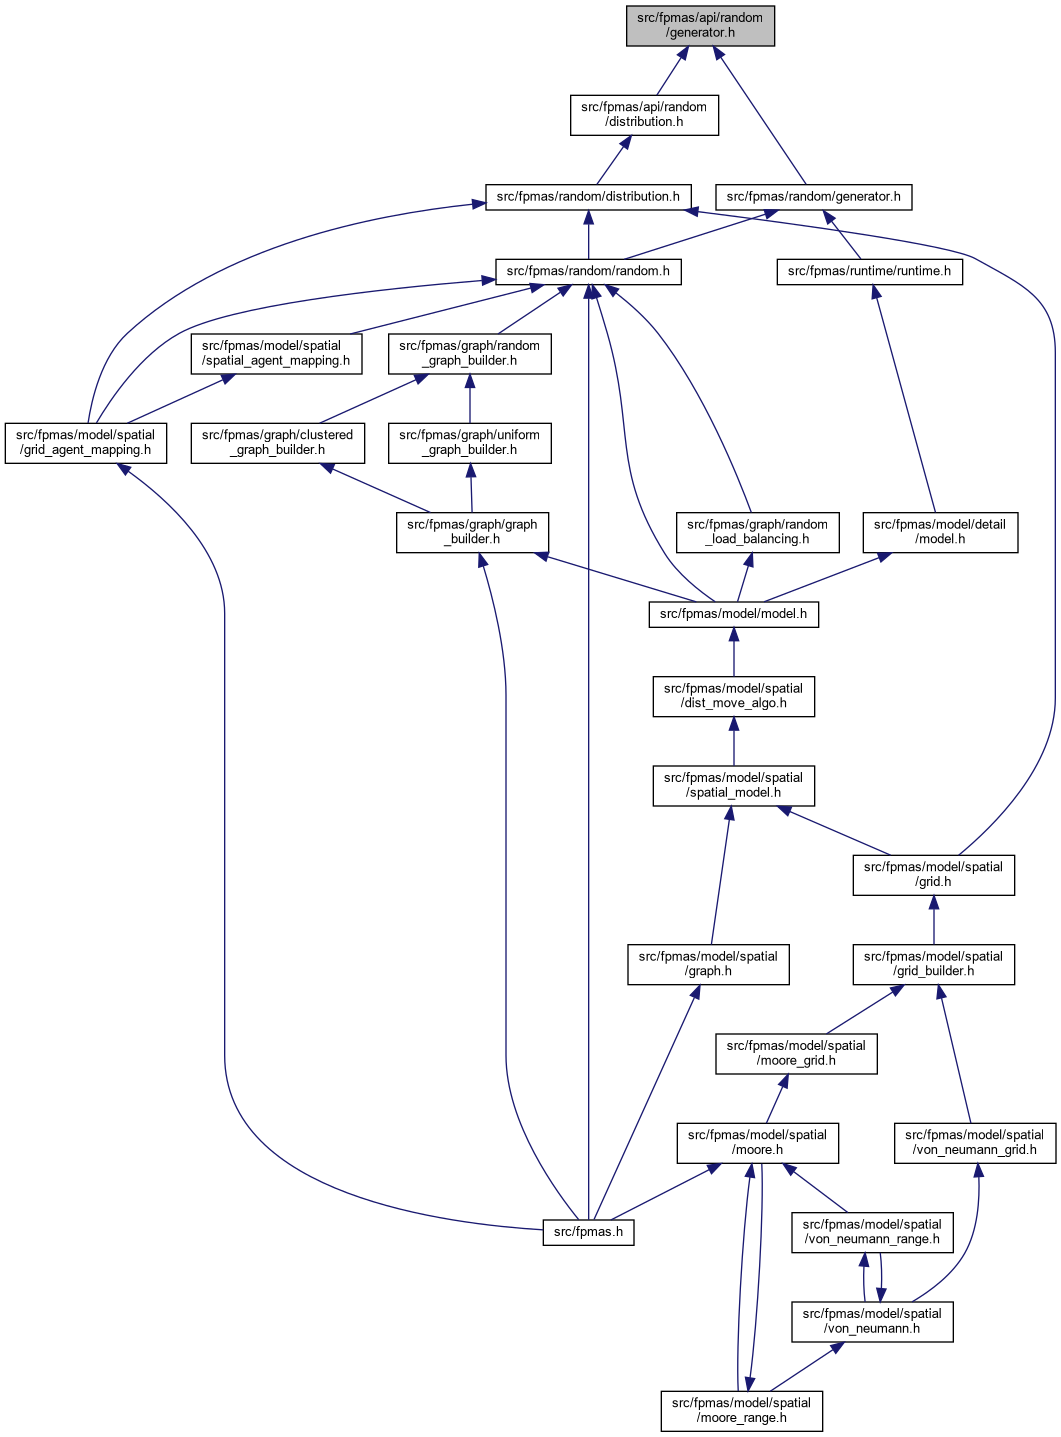 src/fpmas/api/random
/generator.h
src/fpmas/api/random
/distribution.h
src/fpmas/random/distribution.h
src/fpmas/random/generator.h
src/fpmas/random/random.h
src/fpmas/runtime/runtime.h
src/fpmas/model/spatial
/spatial_agent_mapping.h
src/fpmas/graph/random
_graph_builder.h
src/fpmas/model/spatial
/grid_agent_mapping.h
src/fpmas/graph/clustered
_graph_builder.h
src/fpmas/graph/uniform
_graph_builder.h
src/fpmas/graph/graph
_builder.h
src/fpmas/graph/random
_load_balancing.h
src/fpmas/model/detail
/model.h
src/fpmas/model/model.h
src/fpmas/model/spatial
/dist_move_algo.h
src/fpmas/model/spatial
/spatial_model.h
src/fpmas/model/spatial
/grid.h
src/fpmas/model/spatial
/graph.h
src/fpmas/model/spatial
/grid_builder.h
src/fpmas/model/spatial
/moore_grid.h
src/fpmas/model/spatial
/moore.h
src/fpmas/model/spatial
/von_neumann_grid.h
src/fpmas.h
src/fpmas/model/spatial
/von_neumann_range.h
src/fpmas/model/spatial
/von_neumann.h
src/fpmas/model/spatial
/moore_range.h